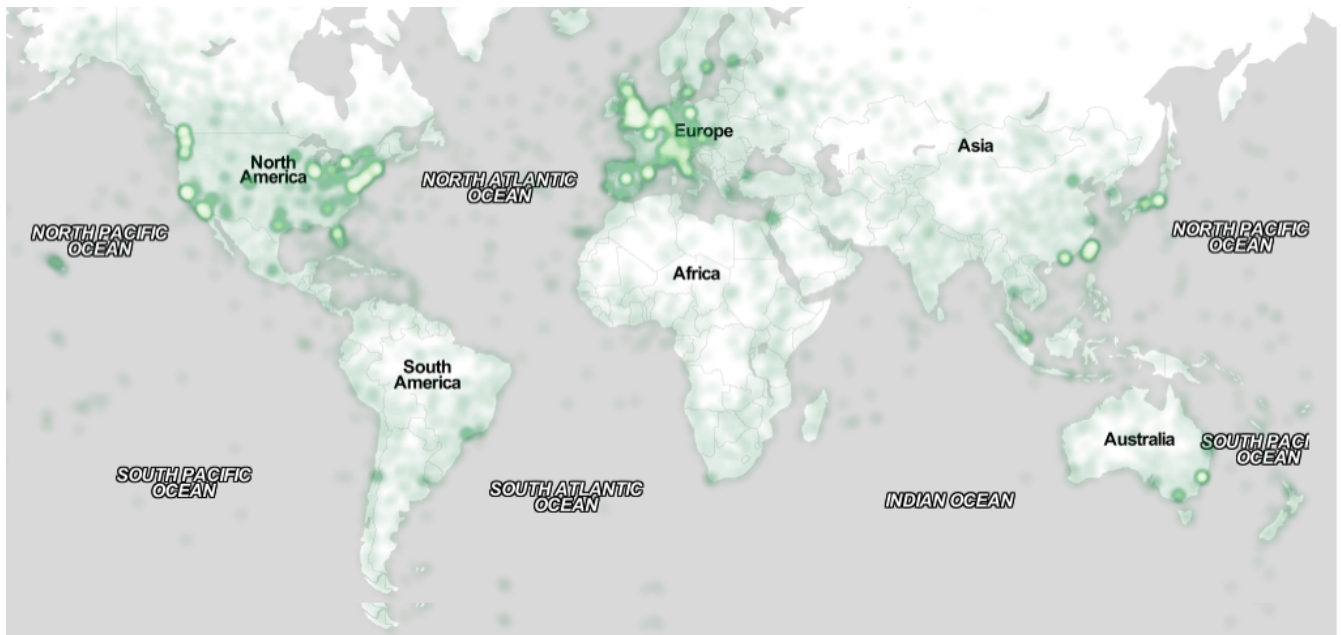 Europe
Asia
North
America
NORTH ATLANTIC
OCEAN
NORTH PACIFIC
OCEAN
NORTH PACIFIC
OCEAN
Africa
South
America
Australia
SOUTH PACI
OCEAN
SOUTH PACIFIC
OCEAN
SOUTH ATLANTIC
OCEAN
INDIAN OCEAN